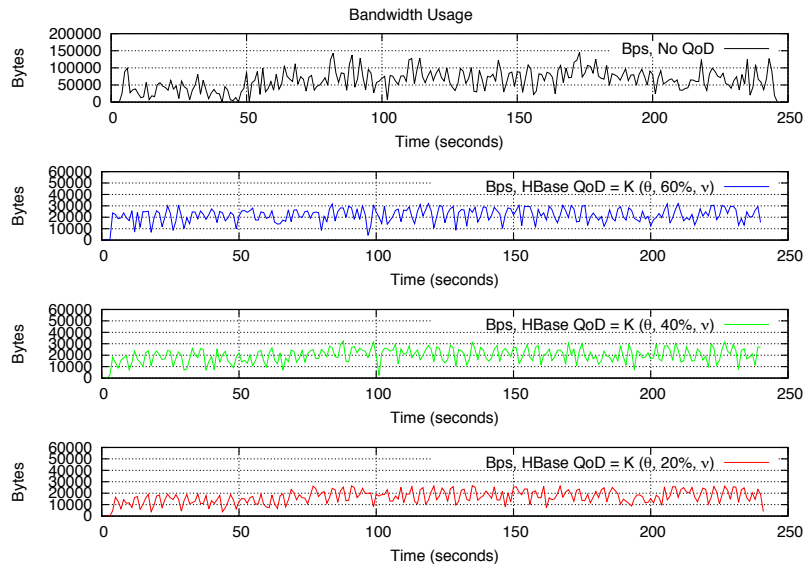 Bandwidth Usage
Bytes
200000
150000
100000
50000
0
Bps, No QoD
0 50 100 150 200 250
Time (seconds)
Bytes
60000
50000
40000
30000
20000
10000
0
Bps, HBase QoD = K (θ, 60%, ν)
0 50 100 150 200 250
Time (seconds)
Bytes
60000
50000
40000
30000
20000
10000
0
Bps, HBase QoD = K (θ, 40%, ν)
0 50 100 150 200 250
Time (seconds)
Bytes
60000
50000
40000
30000
20000
10000
0
Bps, HBase QoD = K (θ, 20%, ν)
0 50 100 150 200 250
Time (seconds)